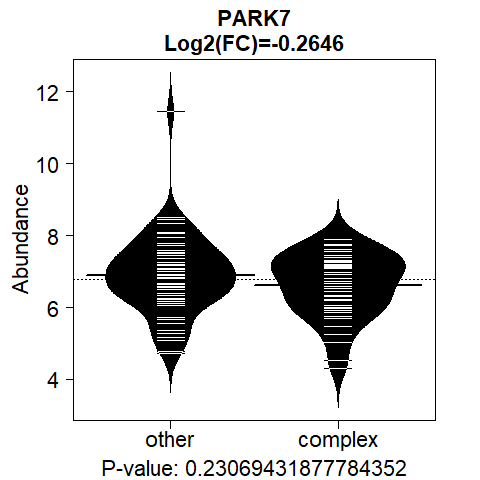 PARK7
Log2(FC)=-0.2646
12
10
8
6
4
Abundance
other complex
P-value: 0.23069431877784352